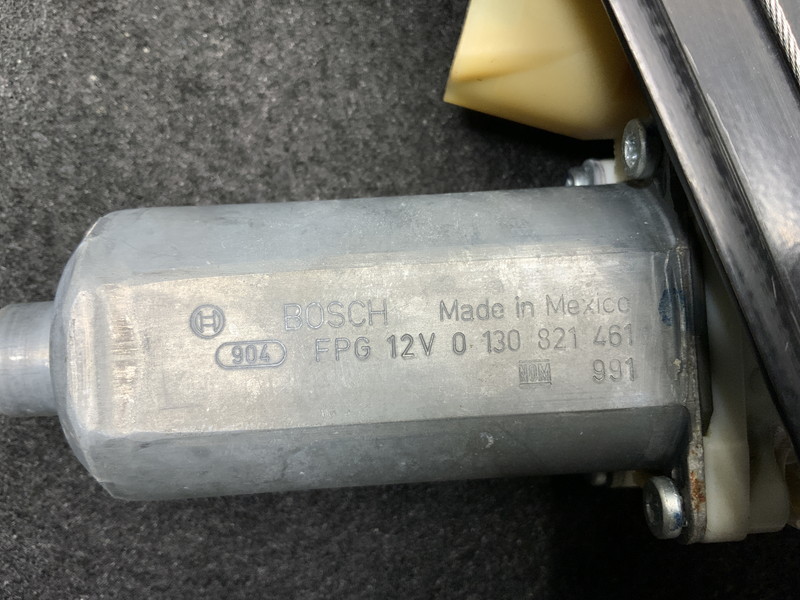 BOSCH Made in Mexico
904 FPG 12V 0 130 821 461
991